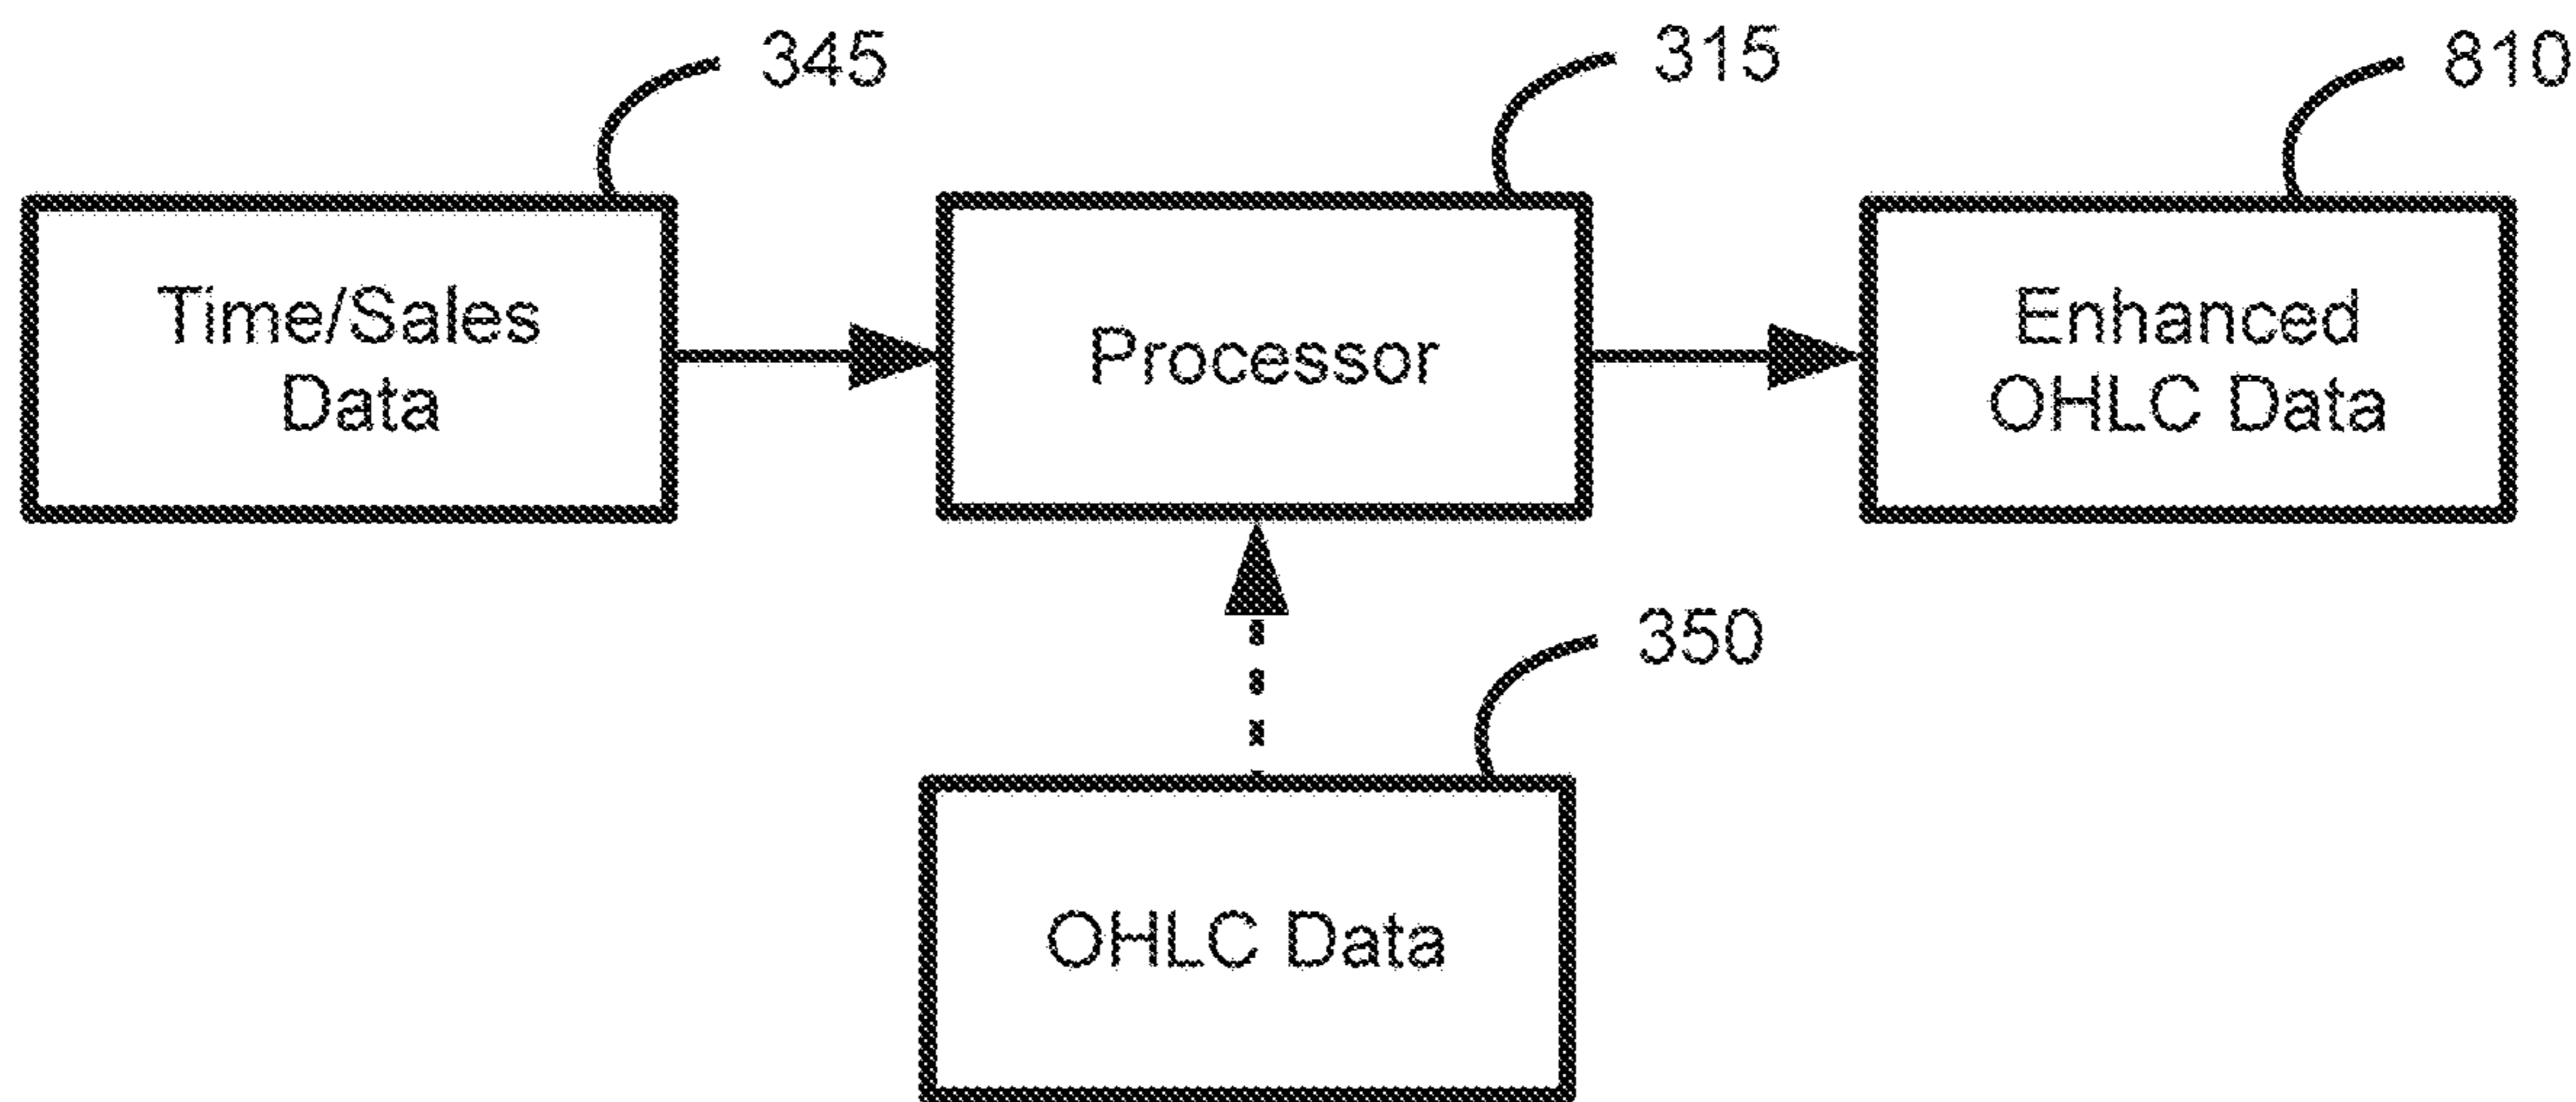 345
315
810
Time/Sales
Data
Processor
Enhanced
OHLC Data
350
OHLC Data